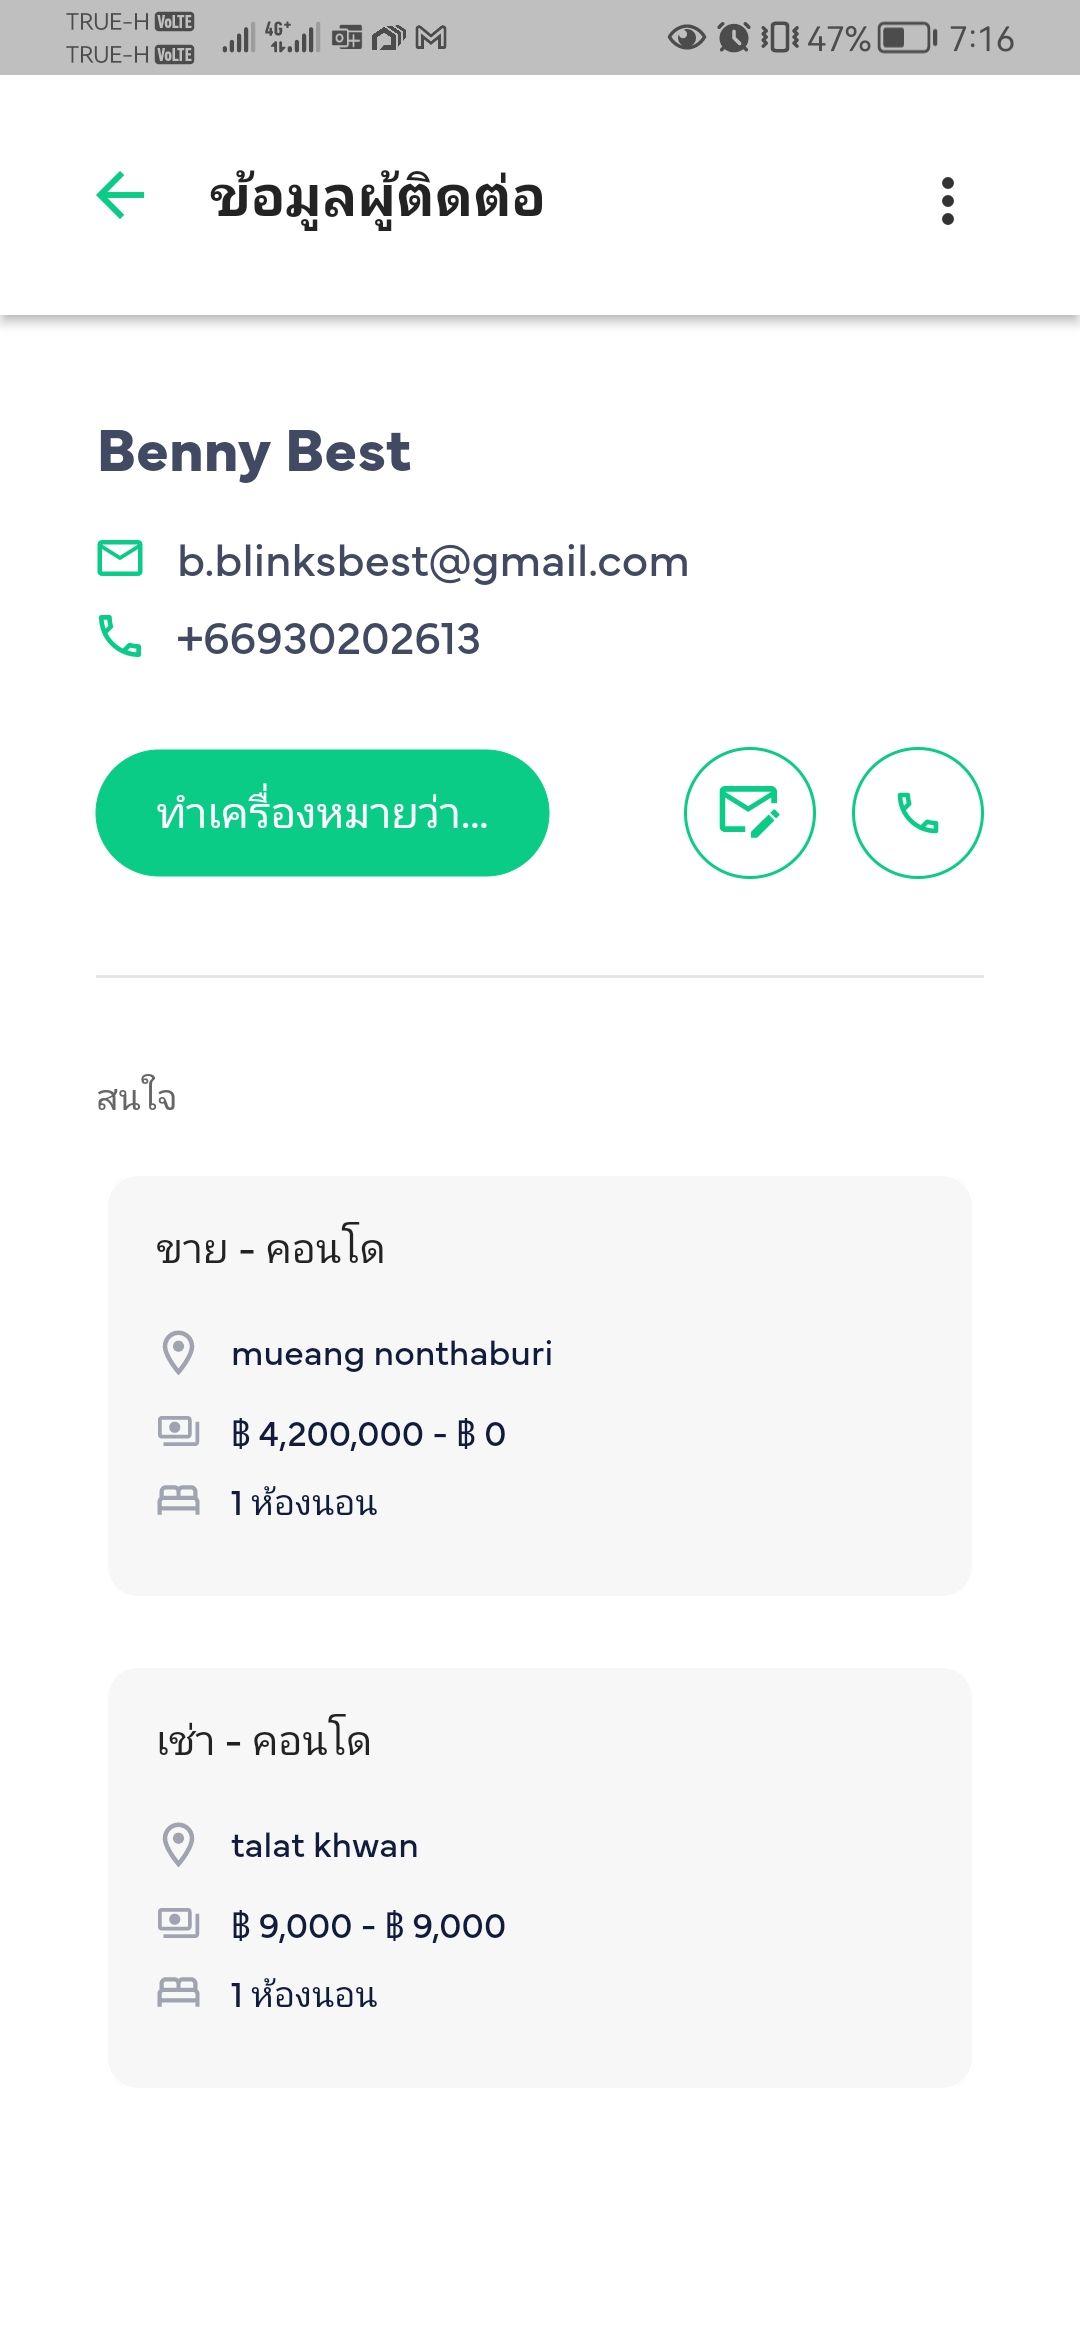 TRUE-H VoLTE
TRUE-H VoLTE
4G+
47%
7:16
ข้อมูลผู้ติดต่อ
Benny Best
b.blinksbest@gmail.com
+66930202613
ทำเครื่องหมายว่า...
สนใจ
ขาย - คอนโด
mueang nonthaburi
฿ 4,200,000 - ฿ 0
1 ห้องนอน
เช่า - คอนโด
talat khwan
฿ 9,000 - ฿ 9,000
1 ห้องนอน